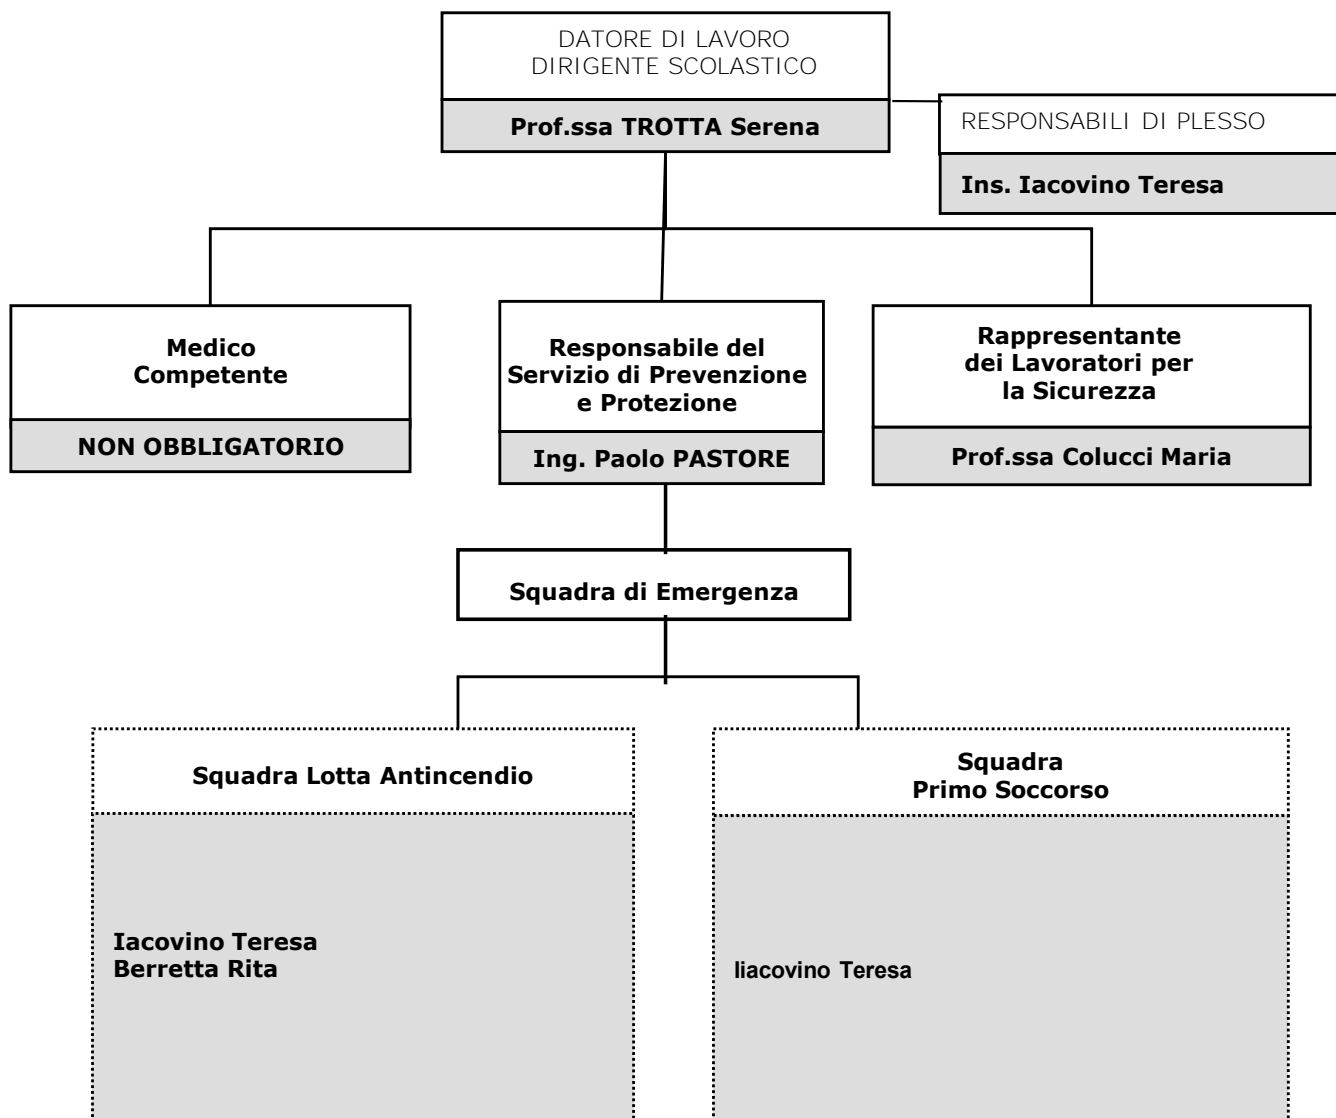 DATORE DI LAVORO
DIRIGENTE SCOLASTICO
Prof.ssa TROTTA Serena
RESPONSABILI DI PLESSO
Ins. Iacovino Teresa
Medico
Competente
NON OBBLIGATORIO
Responsabile del
Servizio di Prevenzione
e Protezione
Ing. Paolo PASTORE
Rappresentante
dei Lavoratori per
la Sicurezza
Prof.ssa Colucci Maria
Squadra di Emergenza
Squadra Lotta Antincendio
Iacovino Teresa
Berretta Rita
Squadra
Primo Soccorso
Iiacovino Teresa